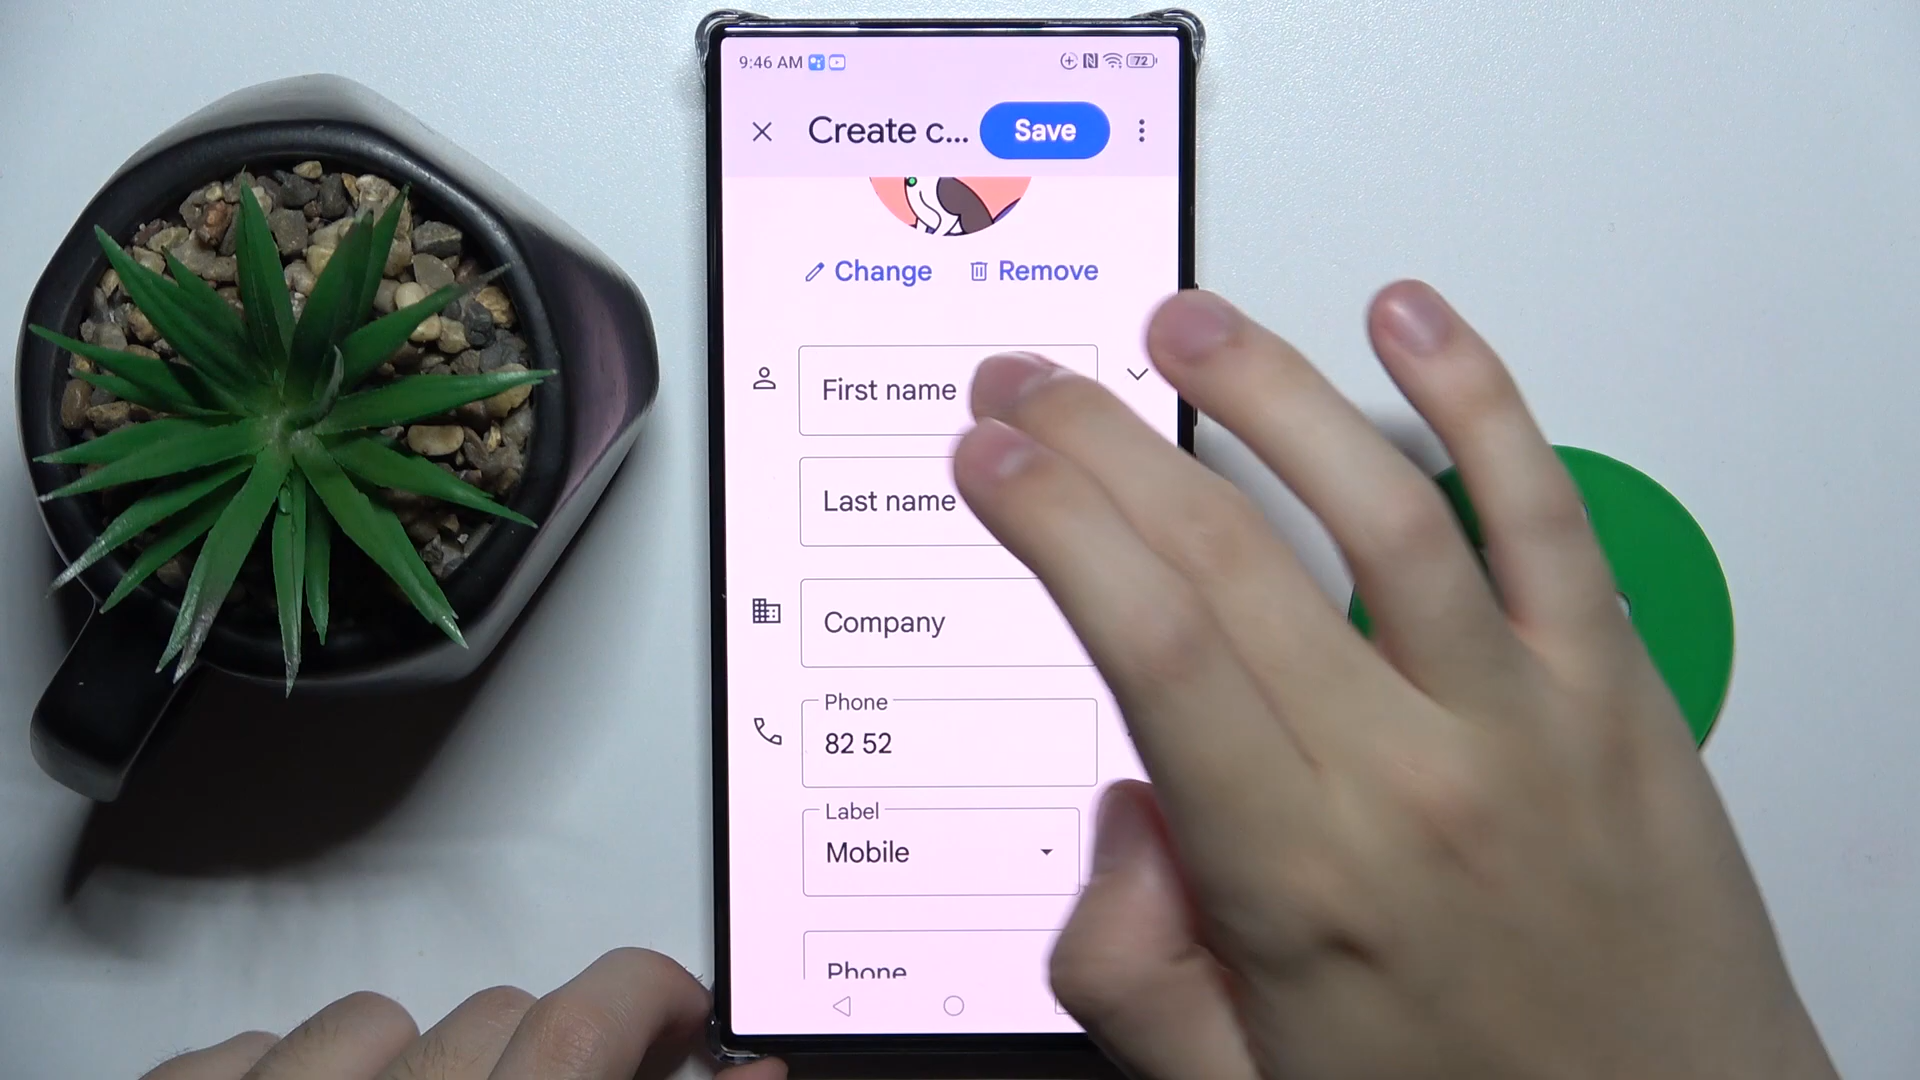 9:46 AM 72
Create c... Save
Change Remove
First name
Last name
Company
Phone
82 52
Label
Mobile
Phone